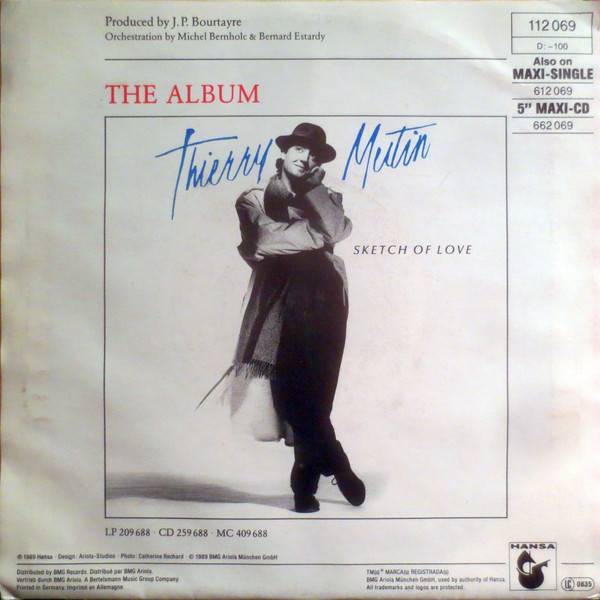 Produced by J. P. Bourtayre
Orchestration by Michel Bernholc & Bernard Estardy
112 069
D: –100
Also on
MAXI-SINGLE
612 069
5" MAXI-CD
662 069
THE ALBUM
Thierry Mutin
SKETCH OF LOVE
LP 209 688 · CD 259 688 · MC 409 688
℗ 1989 Hansa · Design: Ariola-Studios · Photo: Catherine Rochard · © 1989 BMG Ariola München GmbH
Distributed by BMG Records. Distribué par BMG Ariola.
Vertrieb durch BMG Ariola. A Bertelsmann Music Group Company.
Printed in Germany. Imprimé en Allemagne.
TM(s) ® MARCA(s) REGISTRADA(s)
BMG Ariola München GmbH, used by authority of Hansa.
All trademarks and logos are protected.
HANSA
LC 0835